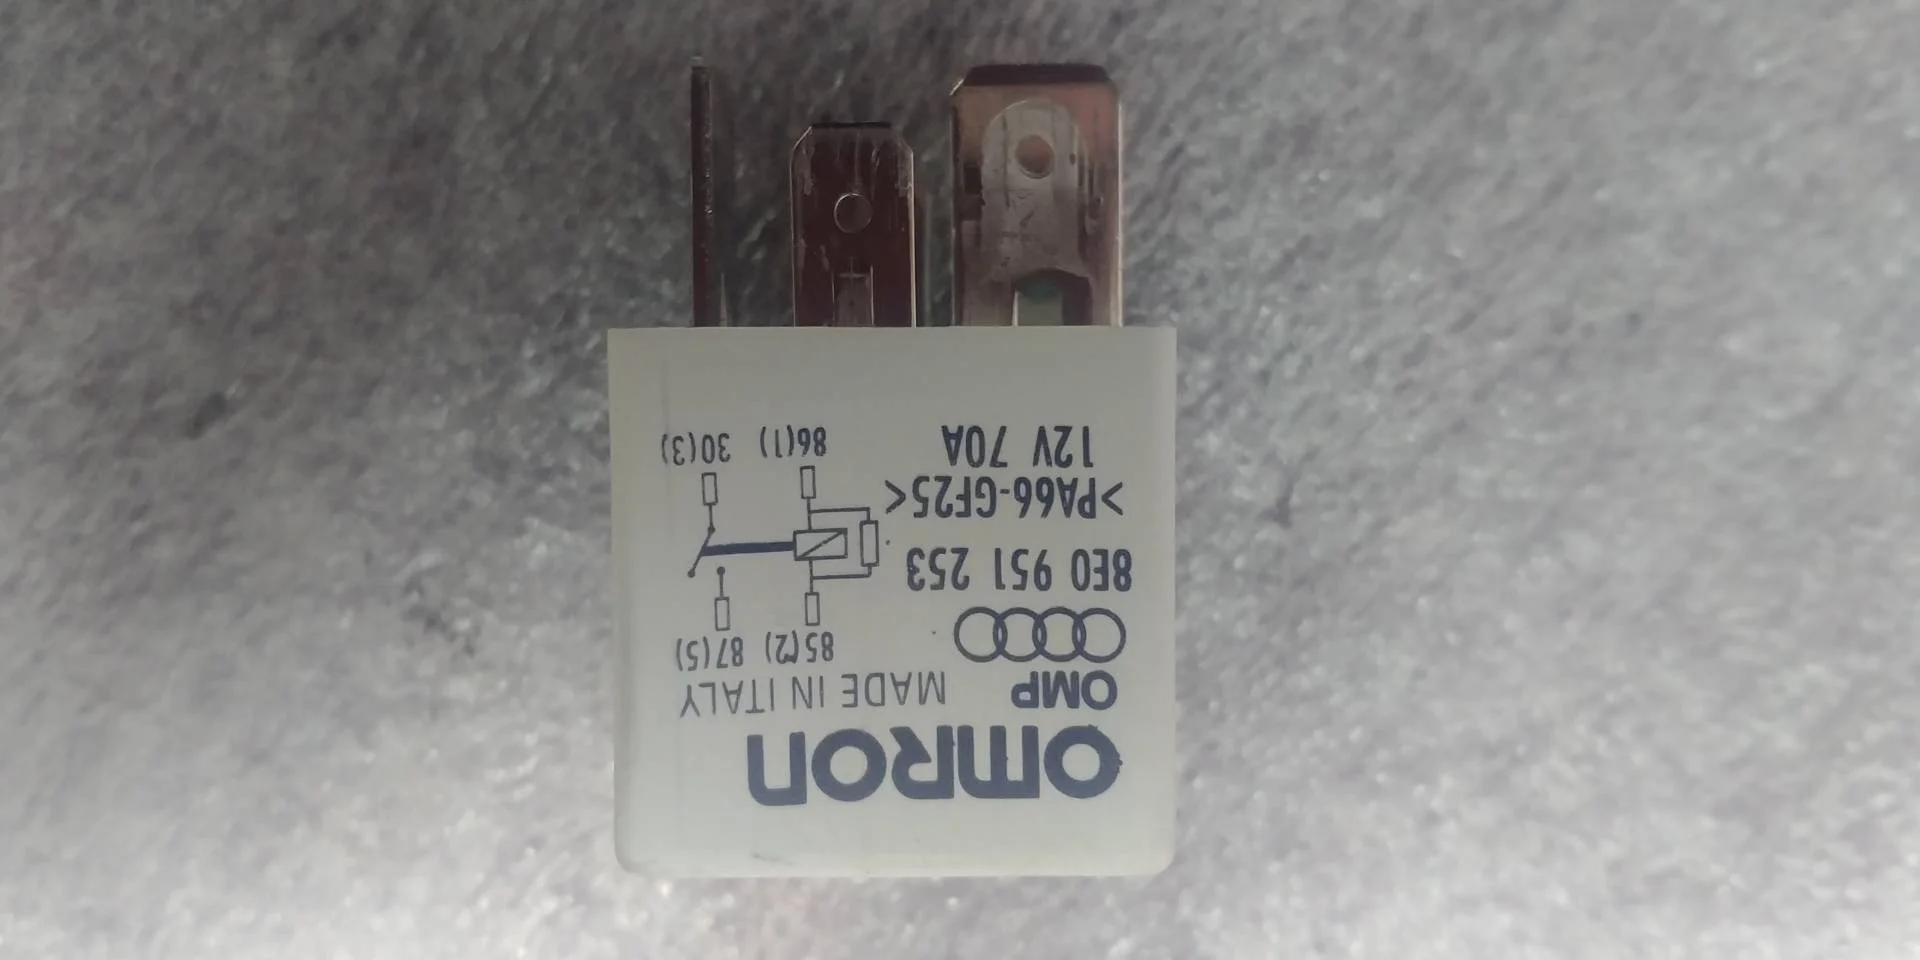 OMRON
OMP MADE IN ITALY
85(2) 87(5)
8E0 951 253
>PA66-GF25<
12V 70A
86(1) 30(3)